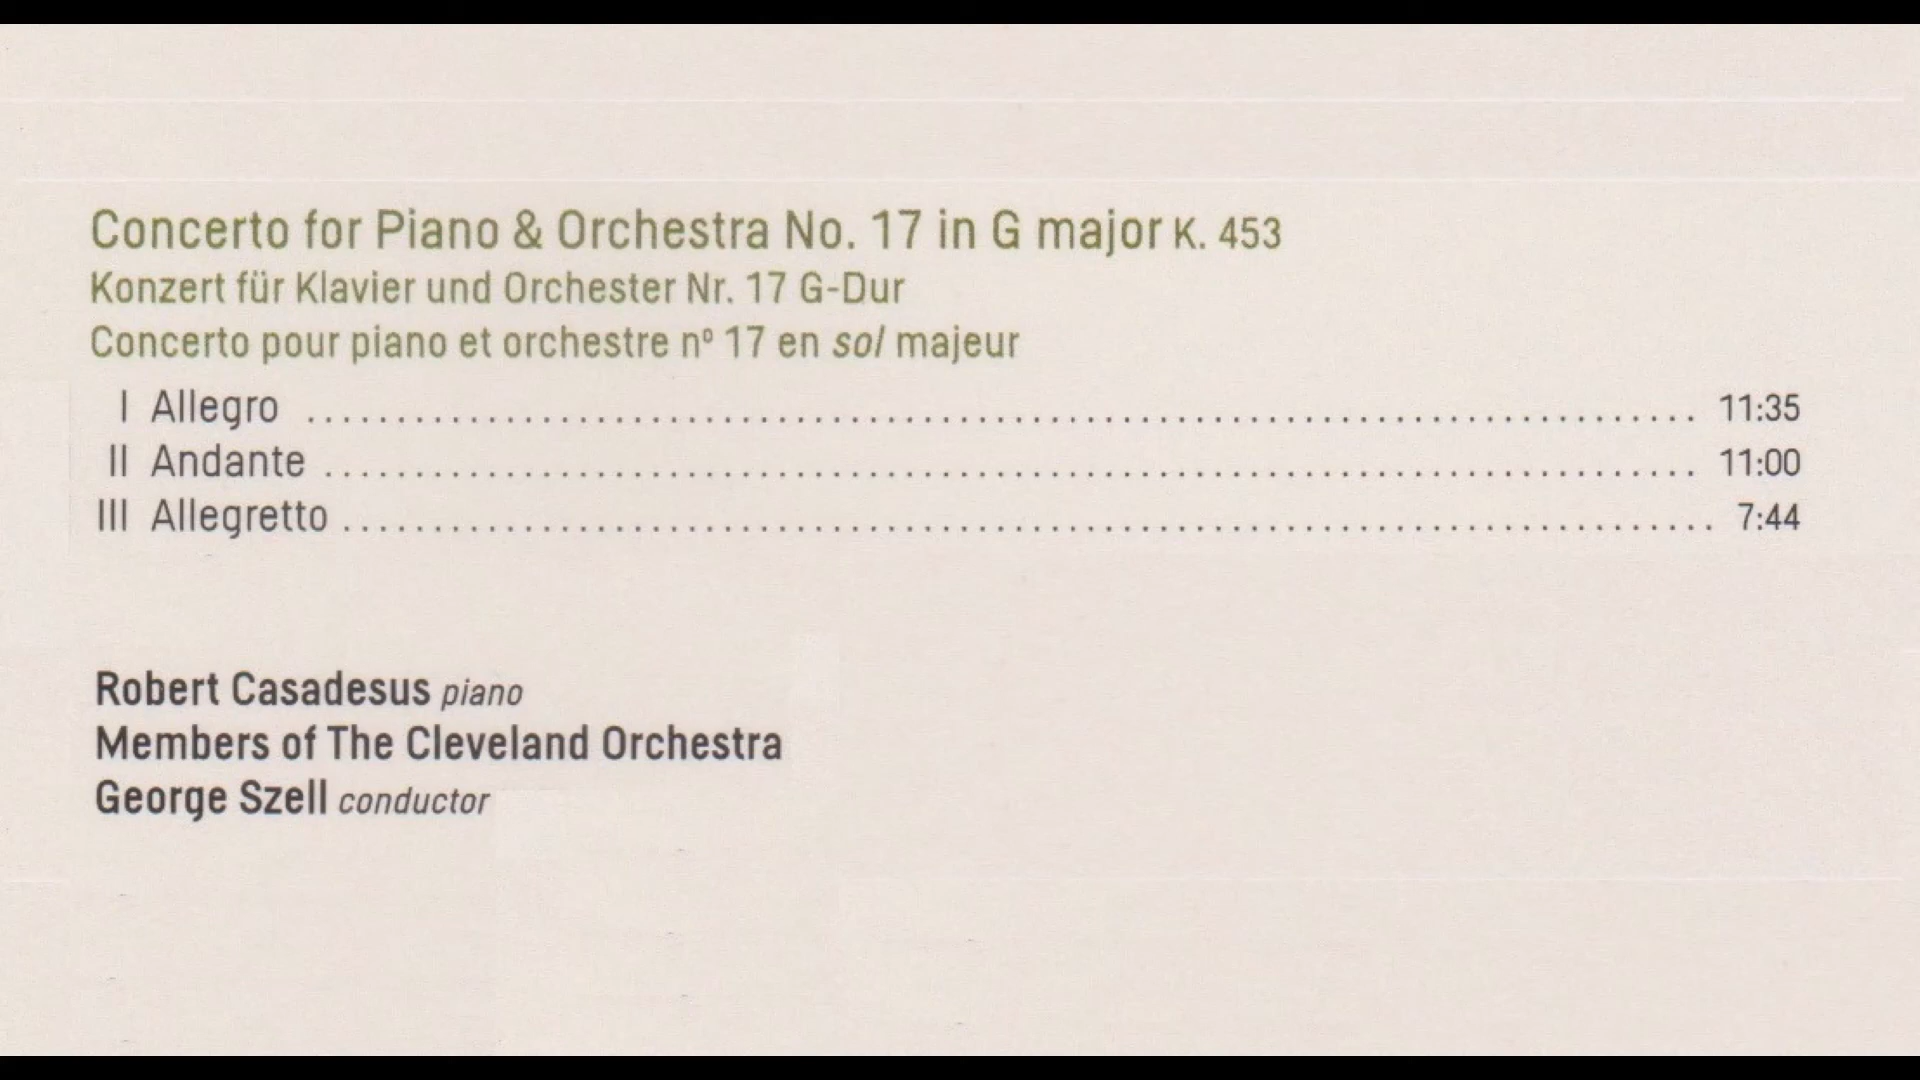 Concerto for Piano & Orchestra No. 17 in G major K. 453
Konzert für Klavier und Orchester Nr. 17 G-Dur
Concerto pour piano et orchestre nº 17 en sol majeur
I Allegro 11:35
II Andante 11:00
III Allegretto 7:44
Robert Casadesus piano
Members of The Cleveland Orchestra
George Szell conductor